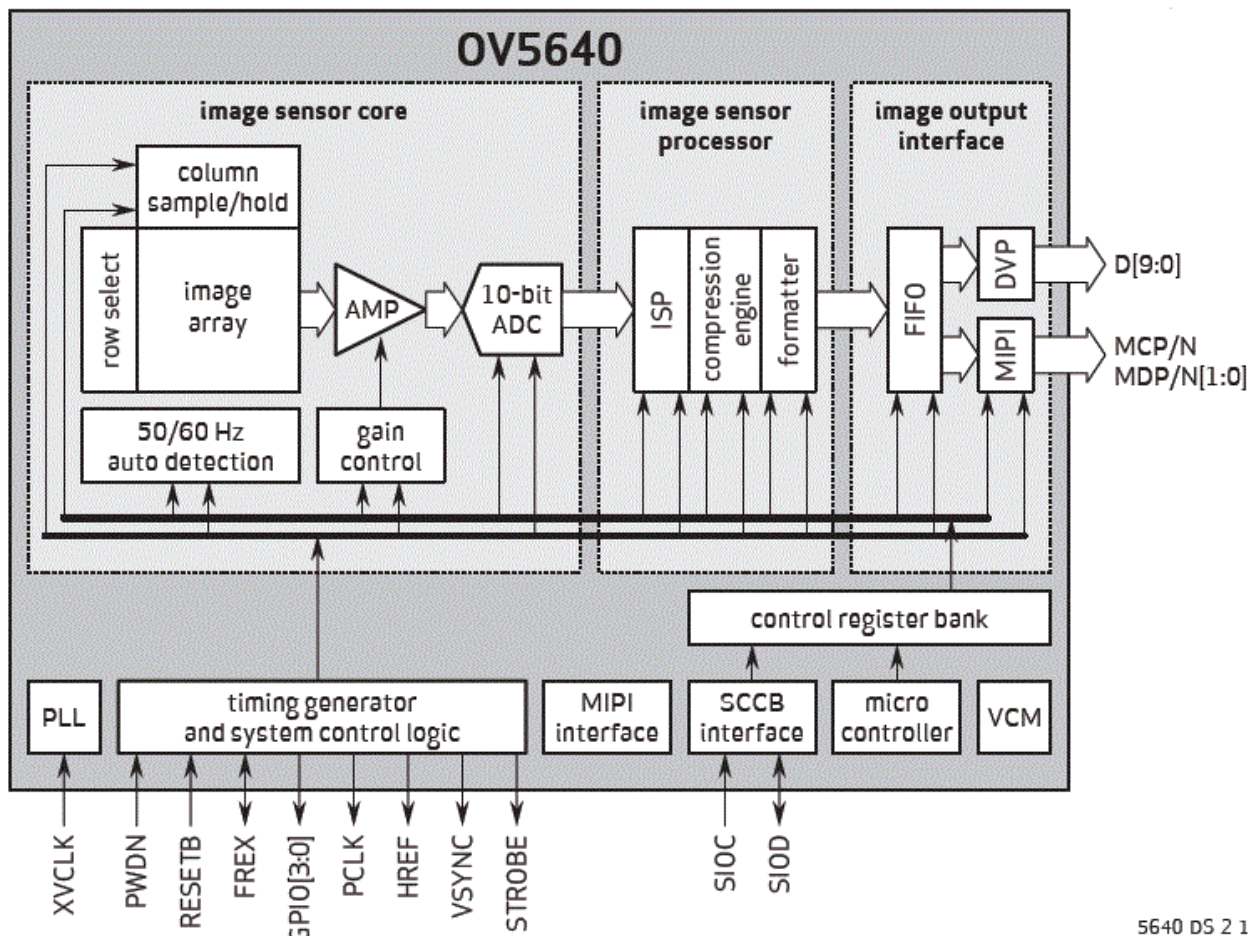 OV5640
image sensor core
image sensor
processor
image output
interface
column
sample/hold
row select
image
array
AMP
10-bit
ADC
ISP
compression
engine
formatter
FIFO
DVP
MIPI
D[9:0]
MCP/N
MDP/N[1:0]
50/60 Hz
auto detection
gain
control
control register bank
PLL
timing generator
and system control logic
MIPI
interface
SCCB
interface
micro
controller
VCM
XVCLK
PWDN
RESETB
FREX
GPIO[3:0]
PCLK
HREF
VSYNC
STROBE
SIOC
SIOD
5640 DS 2 1